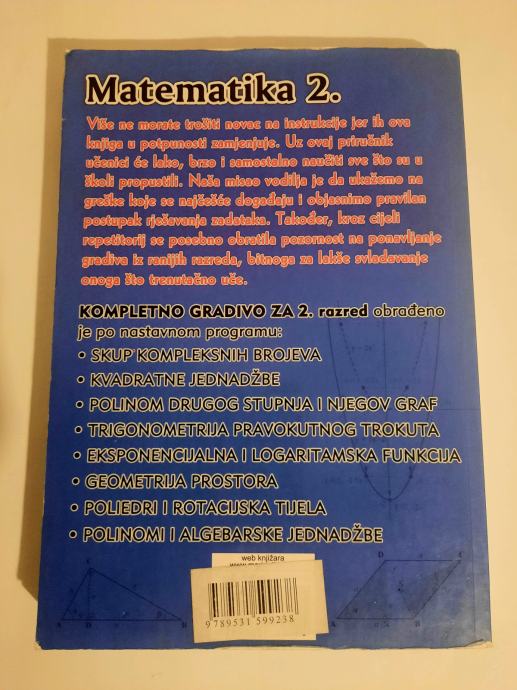 Matematika 2.
Više ne morate trošiti novac na instrukcije jer ih ova
knjiga u potpunosti zamjenjuje. Uz ovaj priručnik
učenici će lako, brzo i samostalno naučiti sve što su u
školi propustili. Naša misao vodilja je da ukažemo na
greške koje se najčešće događaju i objasnimo pravilan
postupak rješavanja zadataka. Također, kroz cijeli
repetitorij se posebno obratila pozornost na ponavljanje
gradiva iz ranijih razreda, bitnoga za lakše svladavanje
onoga što trenutačno uče.
KOMPLETNO GRADIVO ZA 2. razred obrađeno
je po nastavnom programu:
• SKUP KOMPLEKSNIH BROJEVA
• KVADRATNE JEDNADŽBE
• POLINOM DRUGOG STUPNJA I NJEGOV GRAF
• TRIGONOMETRIJA PRAVOKUTNOG TROKUTA
• EKSPONENCIJALNA I LOGARITAMSKA FUNKCIJA
• GEOMETRIJA PROSTORA
• POLIEDRI I ROTACIJSKA TIJELA
• POLINOMI I ALGEBARSKE JEDNADŽBE
web knjižara
9789531599238